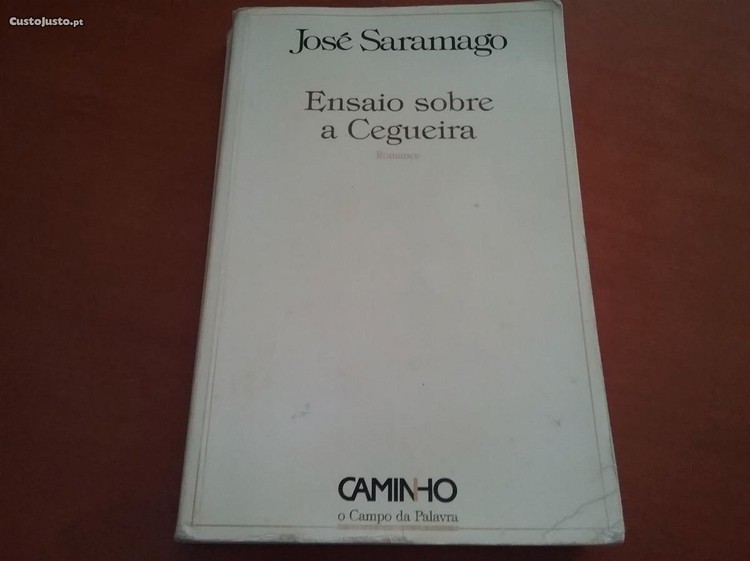 CustoJusto.pt
José Saramago
Ensaio sobre
a Cegueira
Romance
CAMINHO
o Campo da Palavra